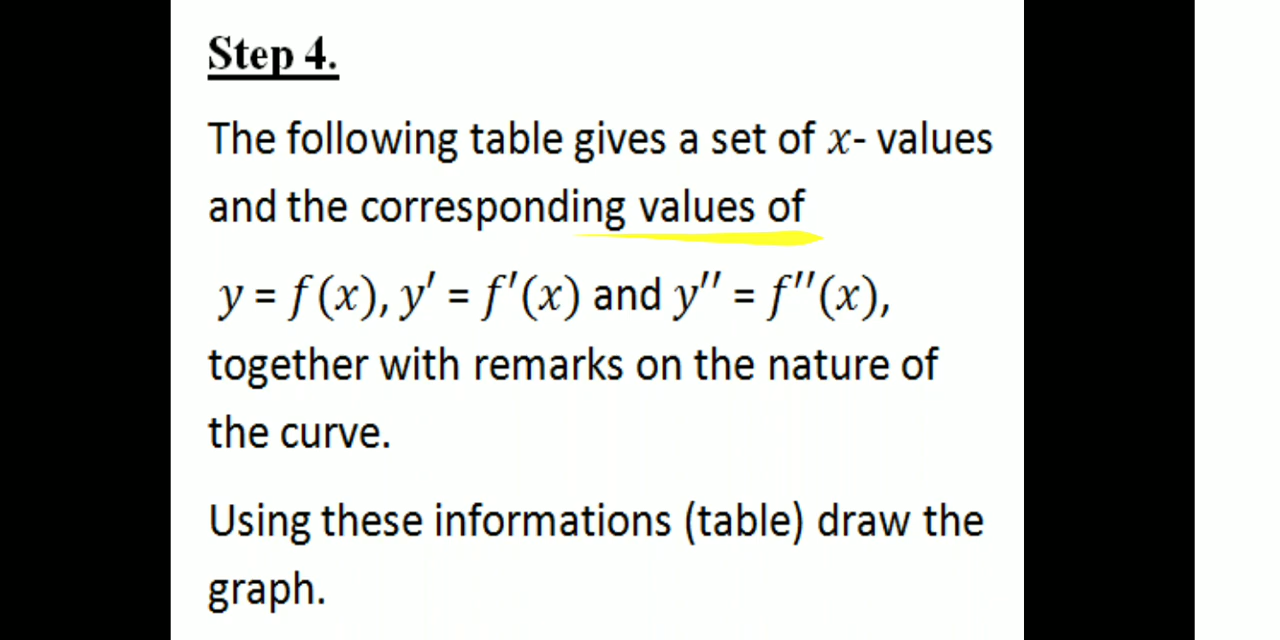 Step 4.
The following table gives a set of x- values
and the corresponding values of
y = f(x), y′ = f′(x) and y′′ = f′′(x),
together with remarks on the nature of
the curve.
Using these informations (table) draw the
graph.